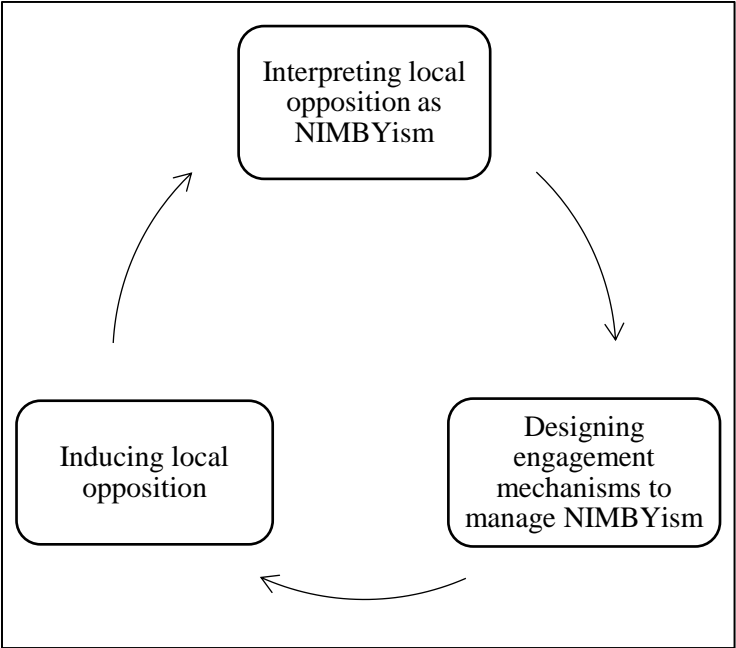 Interpreting local
opposition as
NIMBYism
Inducing local
opposition
Designing
engagement
mechanisms to
manage NIMBYism